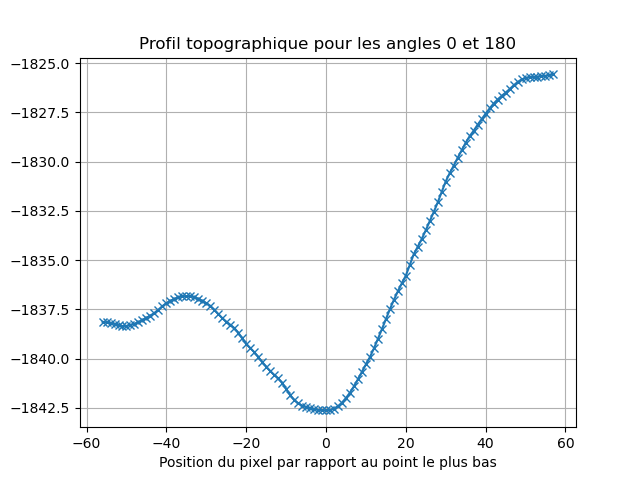 Profil topographique pour les angles 0 et 180
−1825.0
−1827.5
−1830.0
−1832.5
−1835.0
−1837.5
−1840.0
−1842.5
−60 −40 −20 0 20 40 60
Position du pixel par rapport au point le plus bas